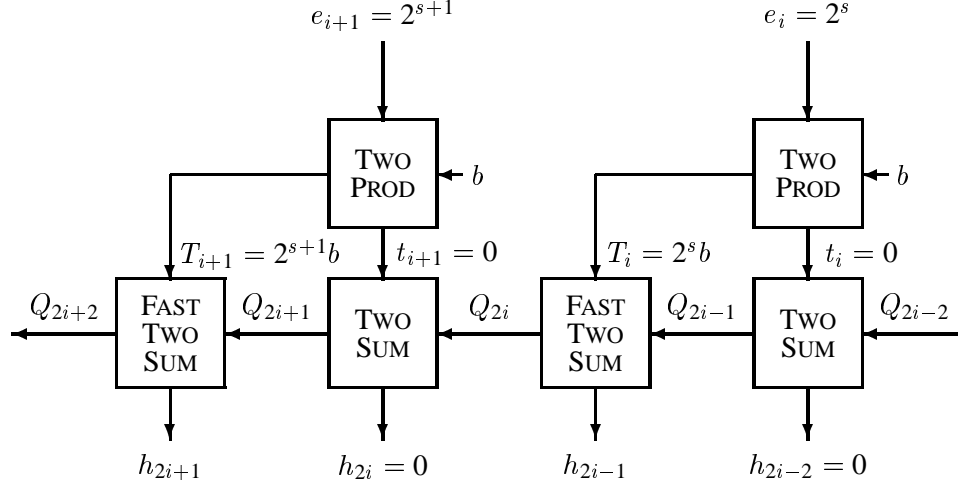 e_{i+1} = 2^{s+1} e_i = 2^s
TWO PROD b TWO PROD b
T_{i+1} = 2^{s+1}b t_{i+1} = 0 T_i = 2^s b t_i = 0
Q_{2i+2} FAST TWO SUM Q_{2i+1} TWO SUM Q_{2i} FAST TWO SUM Q_{2i−1} TWO SUM Q_{2i−2}
h_{2i+1} h_{2i} = 0 h_{2i−1} h_{2i−2} = 0